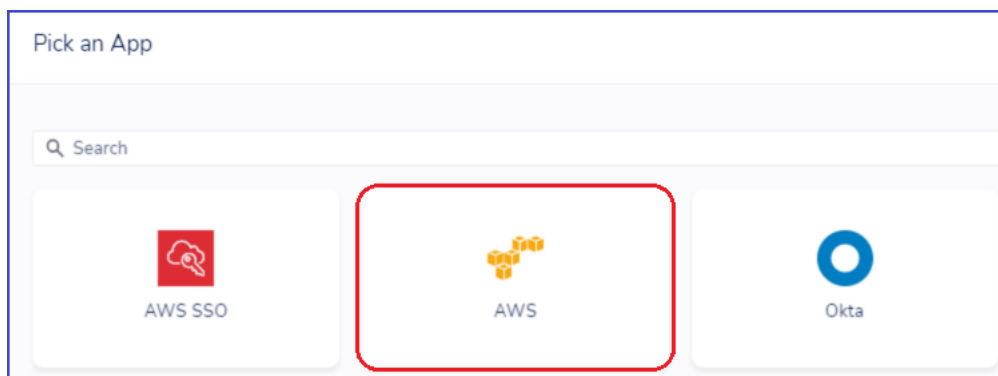 Pick an App
Search
AWS SSO
AWS
Okta